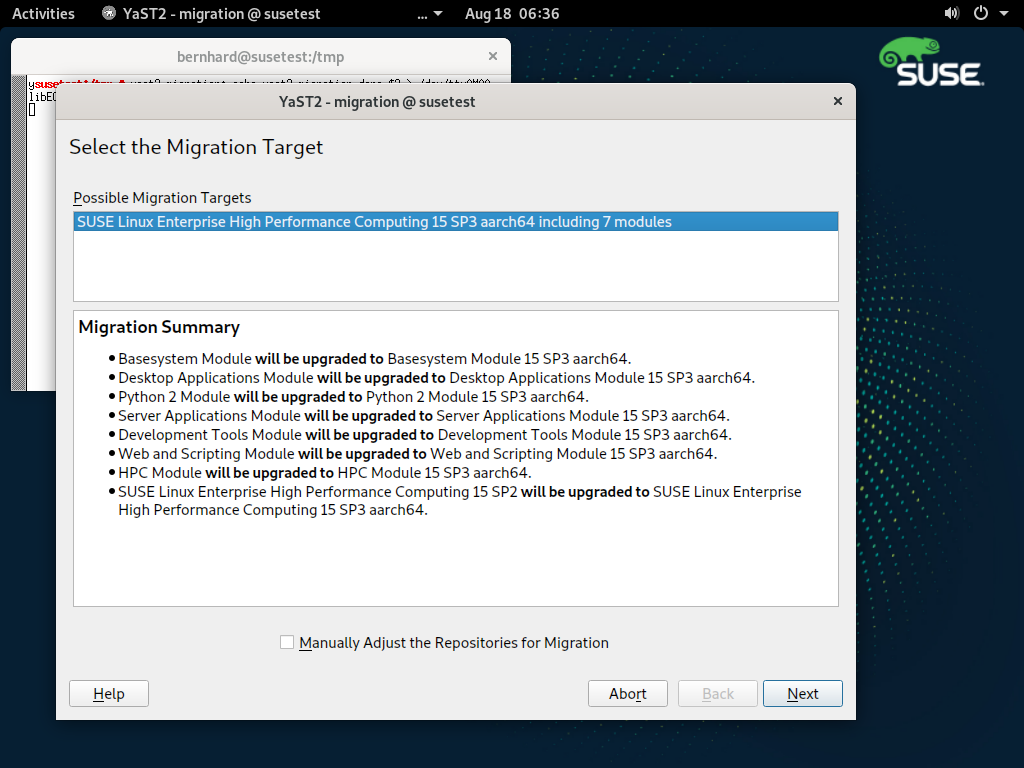 Activities YaST2 - migration @ susetest ... Aug 18 06:36
bernhard@susetest:/tmp
SUSE
YaST2 - migration @ susetest
Select the Migration Target
Possible Migration Targets
SUSE Linux Enterprise High Performance Computing 15 SP3 aarch64 including 7 modules
Migration Summary
Basesystem Module will be upgraded to Basesystem Module 15 SP3 aarch64.
Desktop Applications Module will be upgraded to Desktop Applications Module 15 SP3 aarch64.
Python 2 Module will be upgraded to Python 2 Module 15 SP3 aarch64.
Server Applications Module will be upgraded to Server Applications Module 15 SP3 aarch64.
Development Tools Module will be upgraded to Development Tools Module 15 SP3 aarch64.
Web and Scripting Module will be upgraded to Web and Scripting Module 15 SP3 aarch64.
HPC Module will be upgraded to HPC Module 15 SP3 aarch64.
SUSE Linux Enterprise High Performance Computing 15 SP2 will be upgraded to SUSE Linux Enterprise
High Performance Computing 15 SP3 aarch64.
Manually Adjust the Repositories for Migration
Help Abort Back Next